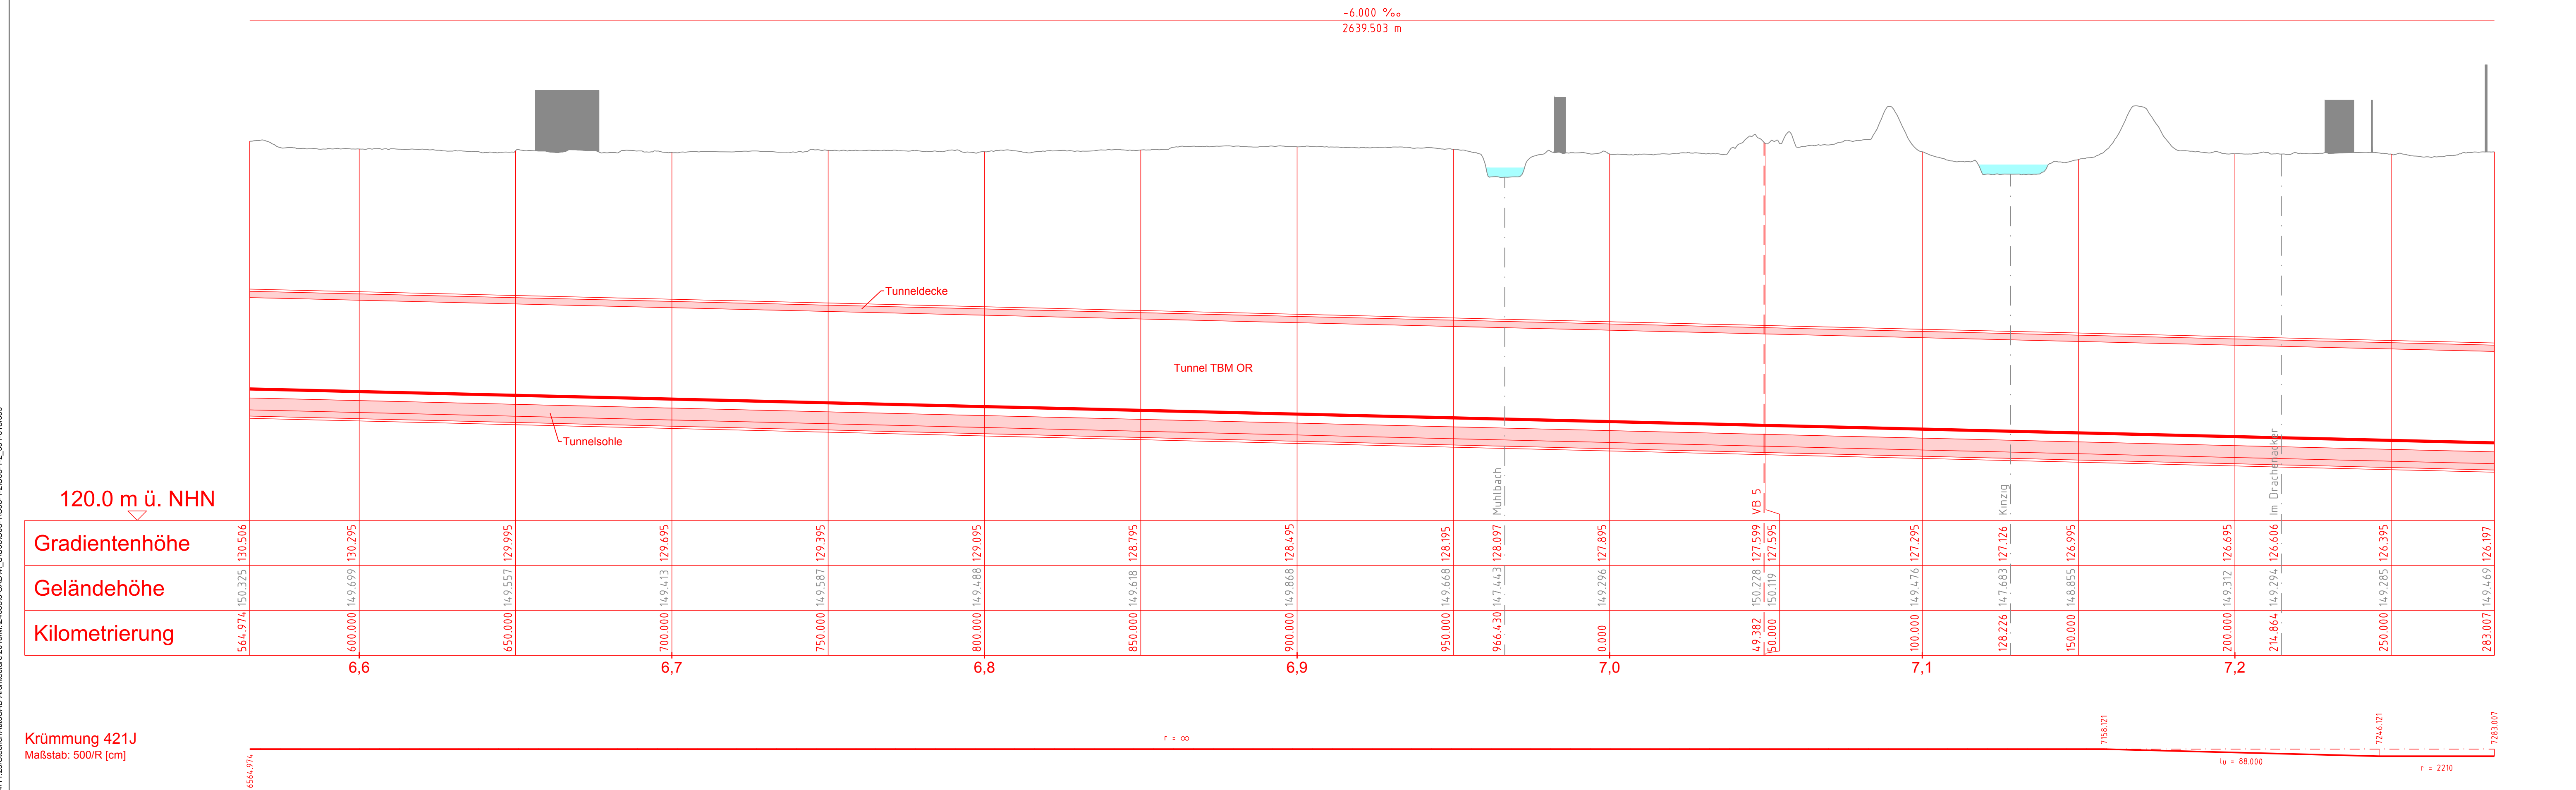 -6.000 ‰
2639.503 m
Tunneldecke
Tunnel TBM OR
Tunnelsohle
120.0 m ü. NHN
Mühlbach
VB 5
Kinzig
Im Drachenacker
Gradientenhöhe
130.506 130.295 129.995 129.695 129.395 129.095 128.795 128.495 128.195 128.097 127.895 127.599 127.595 127.295 127.126 126.995 126.695 126.606 126.395 126.197
Geländehöhe
150.325 149.699 149.557 149.413 149.587 149.488 149.618 149.868 149.668 147.443 149.296 150.228 150.119 149.476 147.683 148.855 149.312 149.294 149.285 149.469
Kilometrierung
564.974 600.000 650.000 700.000 750.000 800.000 850.000 900.000 950.000 966.430 0.000 49.382 50.000 100.000 128.226 150.000 200.000 214.864 250.000 283.007
6,6 6,7 6,8 6,9 7,0 7,1 7,2
Krümmung 421J
Maßstab: 500/R [cm]
6564.974
r = ∞
7158.121
7246.121
7283.007
lU = 88.000
r = 2210